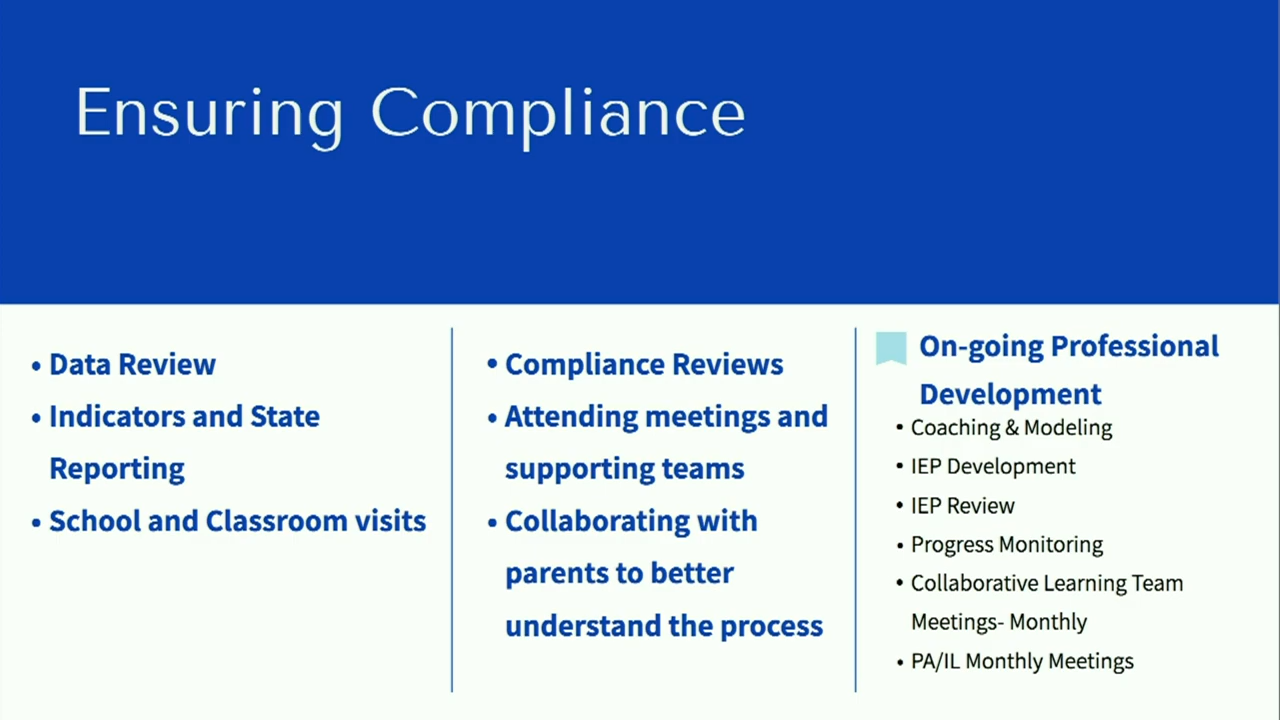 Ensuring Compliance
• Data Review
• Indicators and State
Reporting
• School and Classroom visits
• Compliance Reviews
• Attending meetings and
supporting teams
• Collaborating with
parents to better
understand the process
On-going Professional
Development
• Coaching & Modeling
• IEP Development
• IEP Review
• Progress Monitoring
• Collaborative Learning Team
Meetings- Monthly
• PA/IL Monthly Meetings